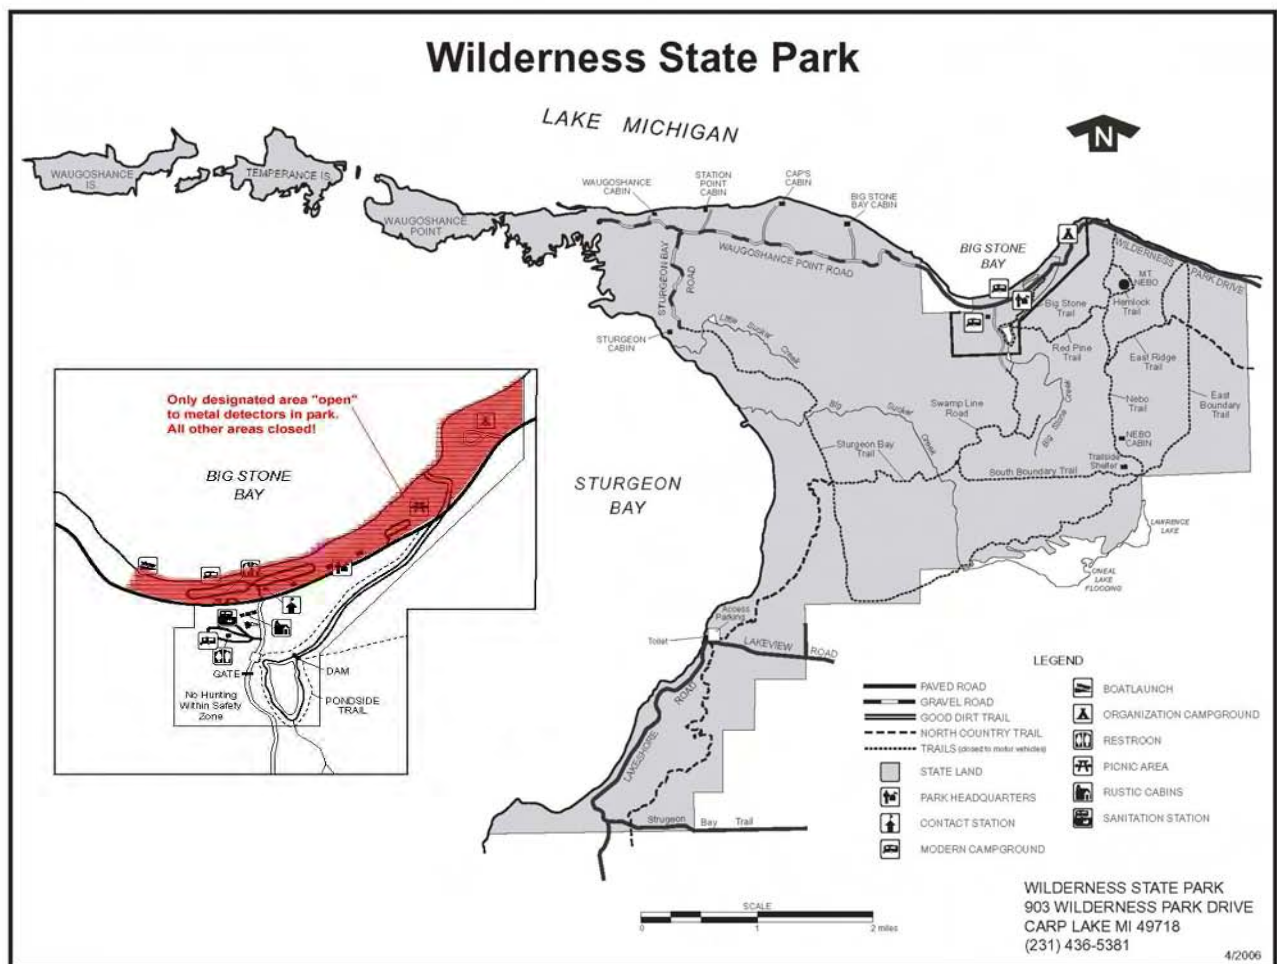 Wilderness State Park
LAKE MICHIGAN
N
WAUGOSHANCE
IS.
TEMPERANCE IS.
WAUGOSHANCE
POINT
WAUGOSHANCE
CABIN
STATION
POINT
CABIN
CAP'S
CABIN
BIG STONE
BAY CABIN
BIG STONE
BAY
WILDERNESS
PARK DRIVE
MT.
NEBO
Hemlock
Trail
Big Stone
Trail
WAUGOSHANCE POINT ROAD
STURGEON BAY
ROAD
STURGEON
CABIN
Little Sucker
Creek
Red Pine
Trail
East Ridge
Trail
East
Boundary
Trail
Nebo
Trail
Big Stone Creek
Swamp Line
Road
Big Sucker
Creek
NEBO
CABIN
Trailside
Shelter
Sturgeon Bay
Trail
South Boundary Trail
STURGEON
BAY
LAWRENCE
LAKE
ONEAL
LAKE
FLOODING
Access
Parking
Toilet
LAKEVIEW ROAD
LAKESHORE
ROAD
Strugeon Bay Trail
Only designated area "open"
to metal detectors in park.
All other areas closed!
BIG STONE
BAY
GATE
DAM
PONDSIDE
TRAIL
No Hunting
Within Safety
Zone
LEGEND
PAVED ROAD
GRAVEL ROAD
GOOD DIRT TRAIL
NORTH COUNTRY TRAIL
TRAILS (closed to motor vehicles)
STATE LAND
PARK HEADQUARTERS
CONTACT STATION
MODERN CAMPGROUND
BOATLAUNCH
ORGANIZATION CAMPGROUND
RESTROON
PICNIC AREA
RUSTIC CABINS
SANITATION STATION
SCALE
0 1 2 miles
WILDERNESS STATE PARK
903 WILDERNESS PARK DRIVE
CARP LAKE MI 49718
(231) 436-5381
4/2006